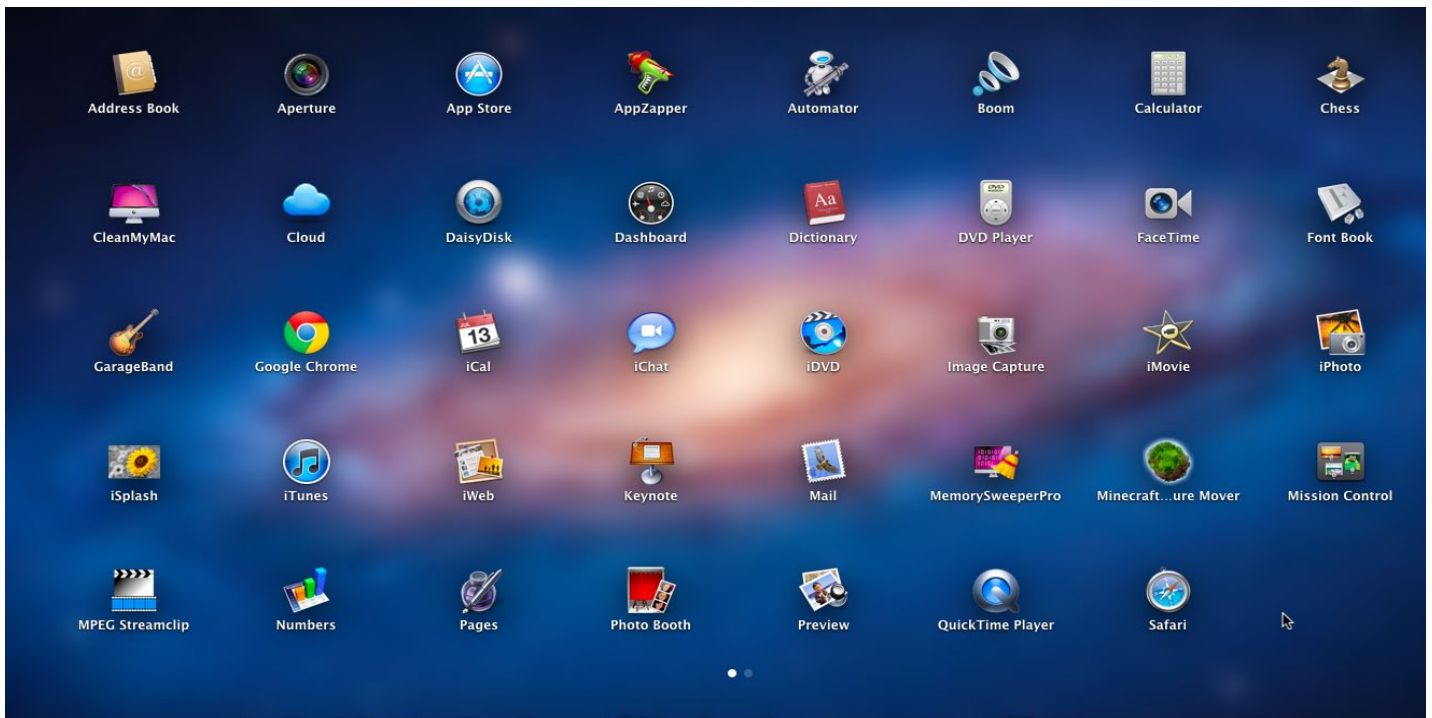 Address Book Aperture App Store AppZapper Automator Boom Calculator Chess
CleanMyMac Cloud DaisyDisk Dashboard Dictionary DVD Player FaceTime Font Book
GarageBand Google Chrome iCal iChat iDVD Image Capture iMovie iPhoto
iSplash iTunes iWeb Keynote Mail MemorySweeperPro Minecraft...ure Mover Mission Control
MPEG Streamclip Numbers Pages Photo Booth Preview QuickTime Player Safari